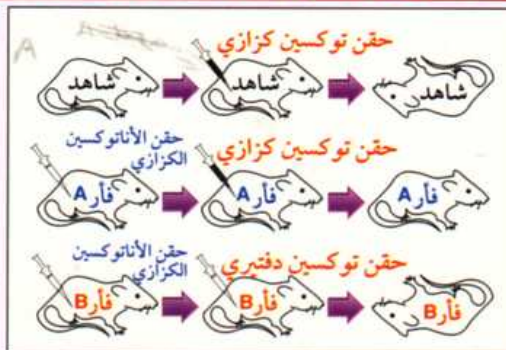 A
حقن توكسين كزازي
شاهد
شاهد
شاهد
حقن الأناتوكسين
الكزازي
حقن توكسين كزازي
فأر A
فأر A
فأر A
حقن الأناتوكسين
الكزازي
حقن توكسين دفتيري
فأر B
فأر B
فأر B